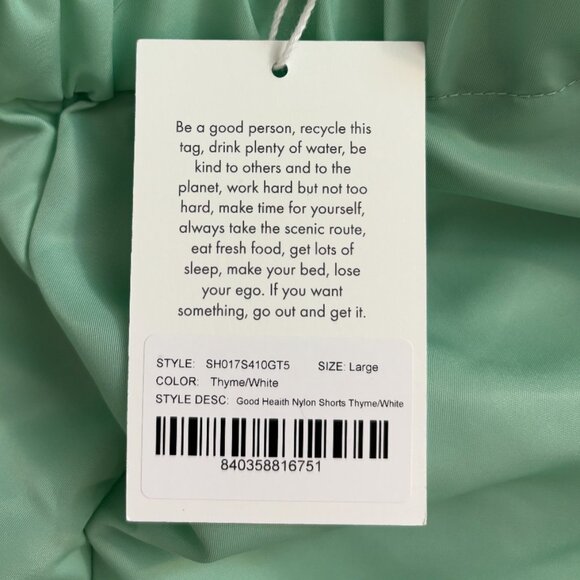 Be a good person, recycle this
tag, drink plenty of water, be
kind to others and to the
planet, work hard but not too
hard, make time for yourself,
always take the scenic route,
eat fresh food, get lots of
sleep, make your bed, lose
your ego. If you want
something, go out and get it.
STYLE: SH017S410GT5 SIZE: Large
COLOR: Thyme/White
STYLE DESC: Good Health Nylon Shorts Thyme/White
840358816751